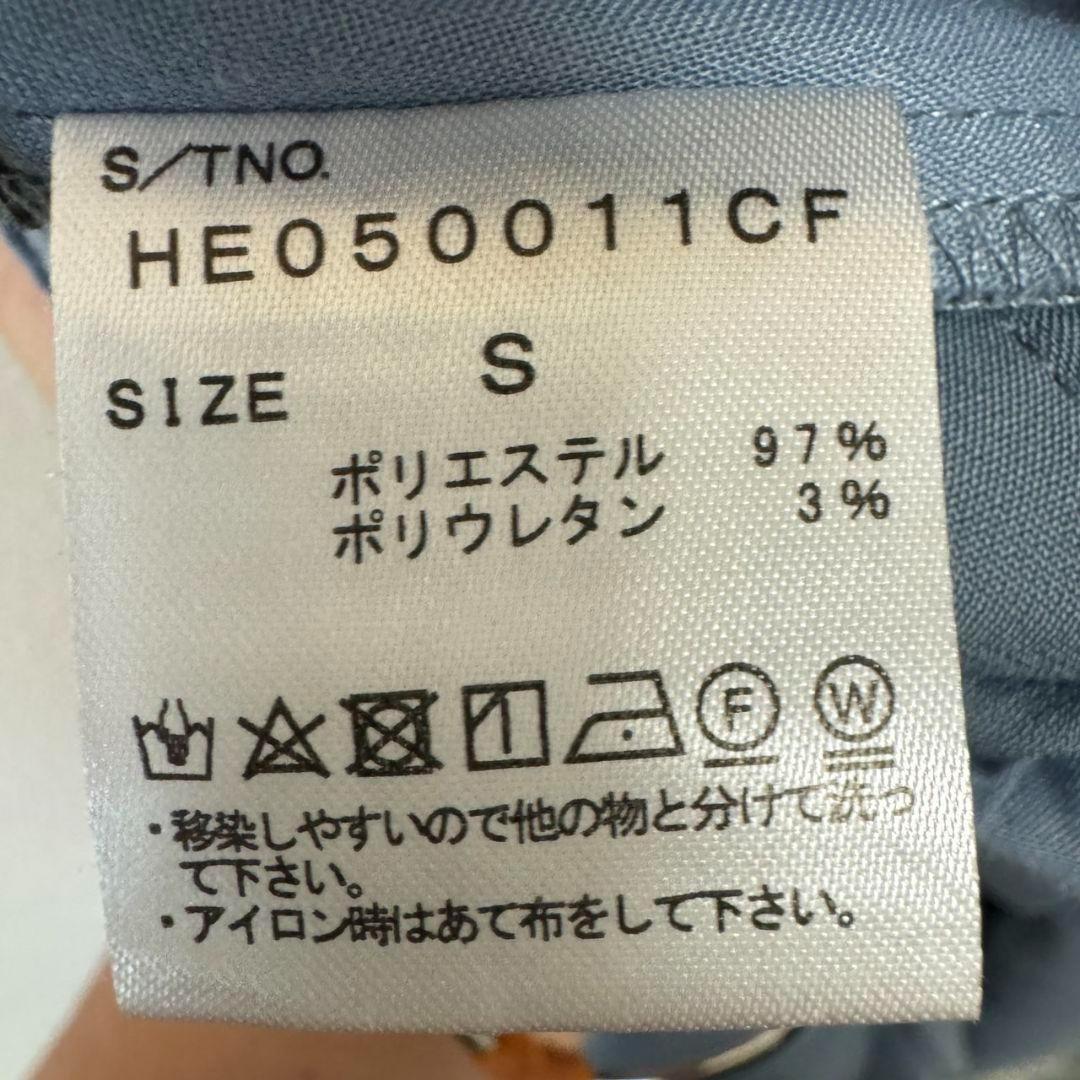 S/TNO.
HE050011CF
SIZE S
ポリエステル 97%
ポリウレタン 3%
F W
・移染しやすいので他の物と分けて洗っ
て下さい。
・アイロン時はあて布をして下さい。